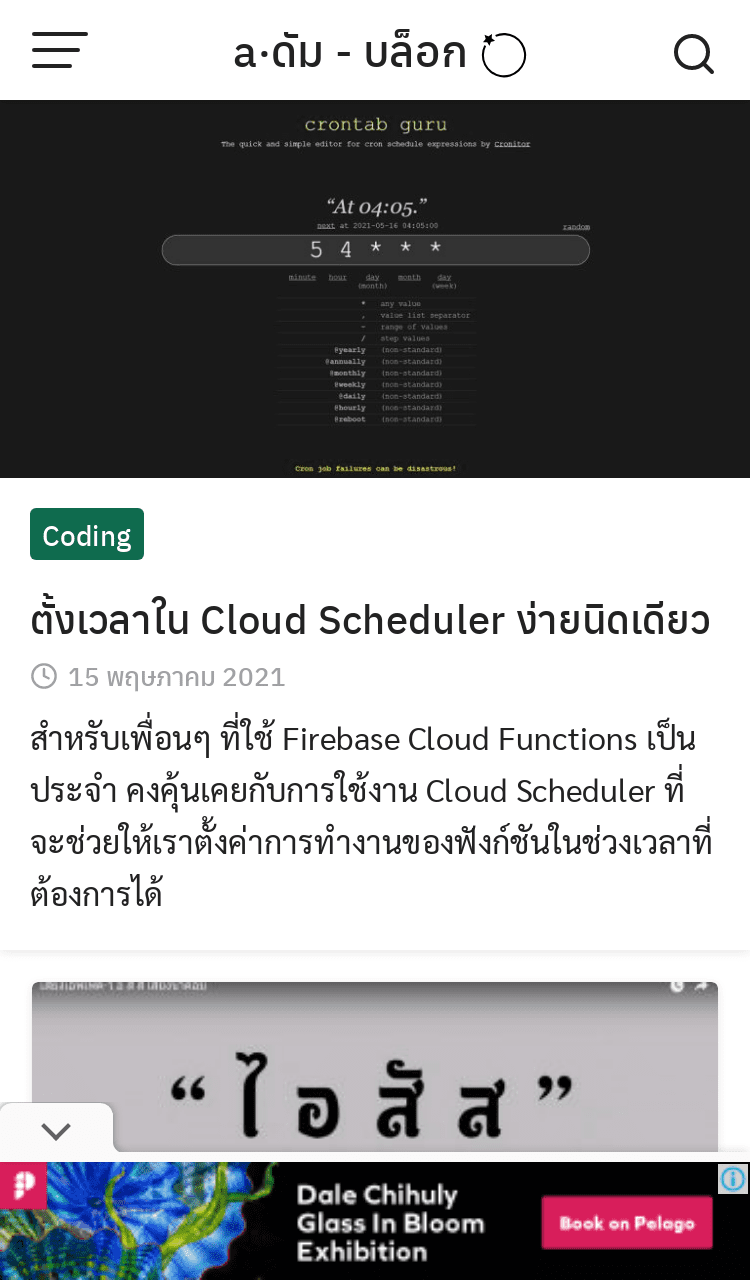 a·ดัม - บล็อก
crontab guru
The quick and simple editor for cron schedule expressions by Cronitor
“At 04:05.”
next at 2021-05-16 04:05:00
random
5 4 * * *
minute hour day (month) month day (week)
* any value
, value list separator
- range of values
/ step values
@yearly (non-standard)
@annually (non-standard)
@monthly (non-standard)
@weekly (non-standard)
@daily (non-standard)
@hourly (non-standard)
@reboot (non-standard)
Cron job failures can be disastrous!
Coding
ตั้งเวลาใน Cloud Scheduler ง่ายนิดเดียว
15 พฤษภาคม 2021
สำหรับเพื่อนๆ ที่ใช้ Firebase Cloud Functions เป็น
ประจำ คงคุ้นเคยกับการใช้งาน Cloud Scheduler ที่
จะช่วยให้เราตั้งค่าการทำงานของฟังก์ชันในช่วงเวลาที่
ต้องการได้
“ ไ อ สั ส ”
Dale Chihuly
Glass In Bloom
Exhibition
Book on Pelago